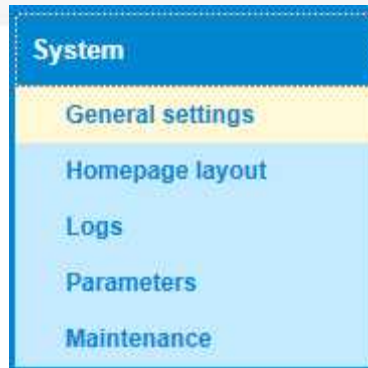 System
General settings
Homepage layout
Logs
Parameters
Maintenance